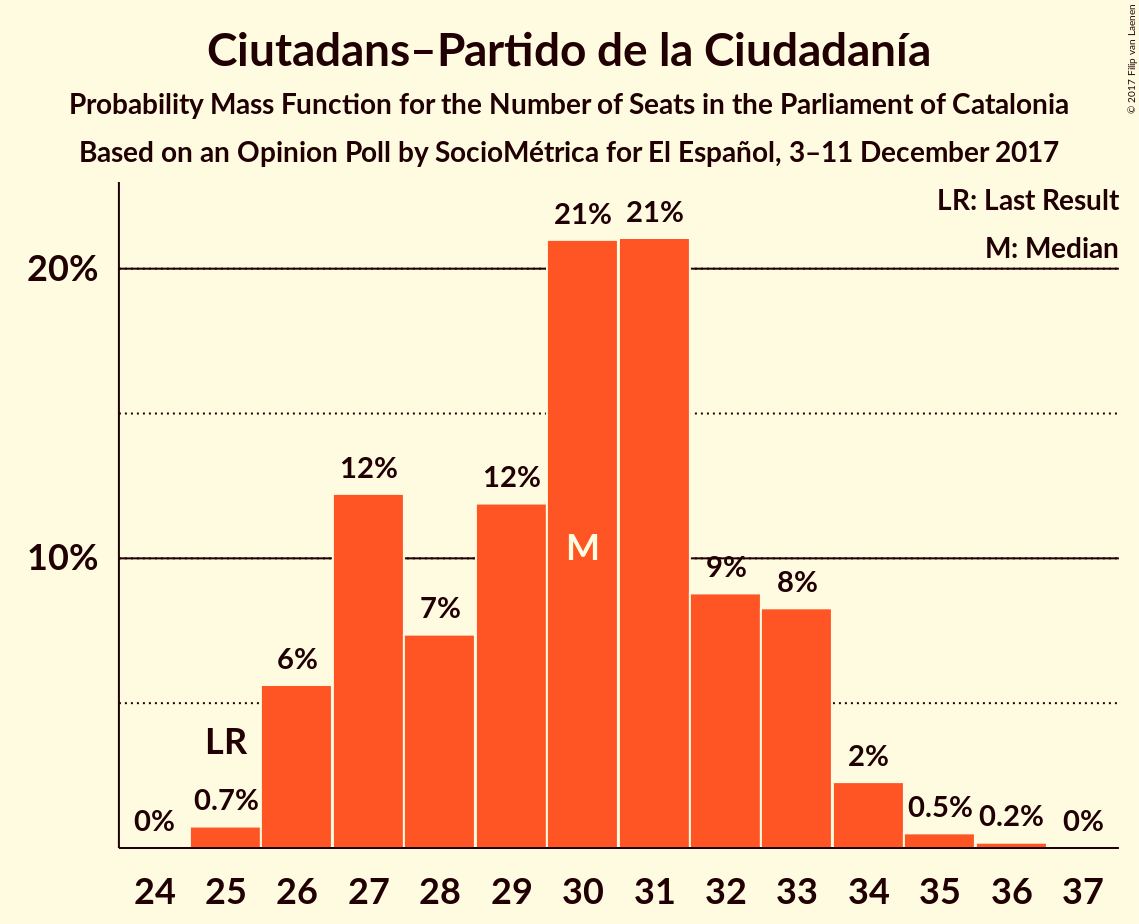 Ciutadans–Partido de la Ciudadanía
Probability Mass Function for the Number of Seats in the Parliament of Catalonia
Based on an Opinion Poll by SocioMétrica for El Español, 3–11 December 2017
© 2017 Filip van Laenen
LR: Last Result
M: Median
20%
10%
0%
0.7%
LR
6%
12%
7%
12%
21%
M
21%
9%
8%
2%
0.5%
0.2%
0%
24 25 26 27 28 29 30 31 32 33 34 35 36 37